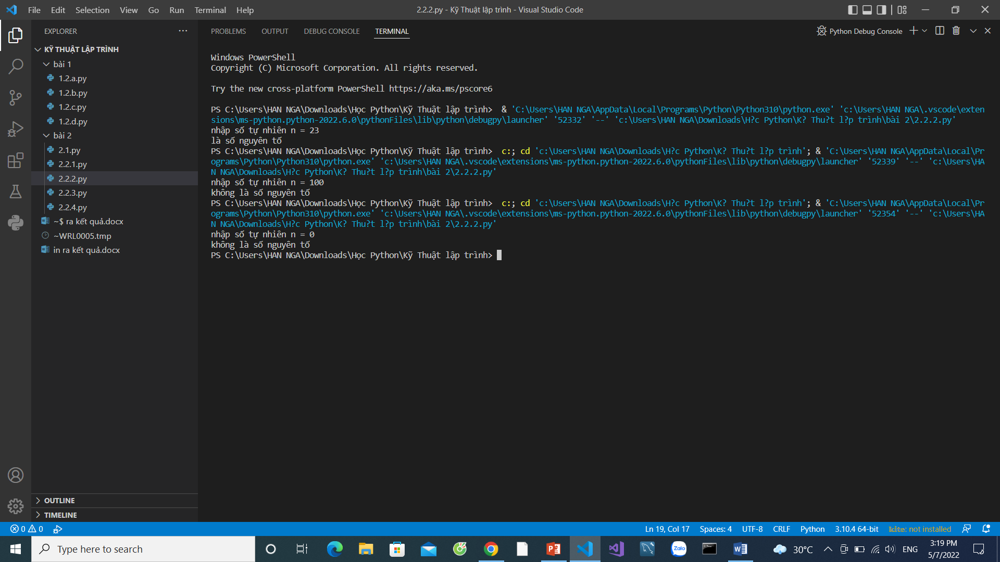 File Edit Selection View Go Run Terminal Help
2.2.2.py - Kỹ Thuật lập trình - Visual Studio Code
EXPLORER
KỸ THUẬT LẬP TRÌNH
bài 1
1.2.a.py
1.2.b.py
1.2.c.py
1.2.d.py
bài 2
2.1.py
2.2.1.py
2.2.2.py
2.2.3.py
2.2.4.py
~$ ra kết quả.docx
~WRL0005.tmp
in ra kết quả.docx
OUTLINE
TIMELINE
PROBLEMS OUTPUT DEBUG CONSOLE TERMINAL
Python Debug Console
Windows PowerShell
Copyright (C) Microsoft Corporation. All rights reserved.
Try the new cross-platform PowerShell https://aka.ms/pscore6
PS C:\Users\HAN NGA\Downloads\Học Python\Kỹ Thuật lập trình>  & 'C:\Users\HAN NGA\AppData\Local\Programs\Python\Python310\python.exe' 'c:\Users\HAN NGA\.vscode\exten
sions\ms-python.python-2022.6.0\pythonFiles\lib\python\debugpy\launcher' '52332' '--' 'c:\Users\HAN NGA\Downloads\H?c Python\K? Thu?t l?p trình\bài 2\2.2.2.py'
nhập số tự nhiên n = 23
là số nguyên tố
PS C:\Users\HAN NGA\Downloads\Học Python\Kỹ Thuật lập trình>  c:; cd 'c:\Users\HAN NGA\Downloads\H?c Python\K? Thu?t l?p trình'; & 'C:\Users\HAN NGA\AppData\Local\Pr
ograms\Python\Python310\python.exe' 'c:\Users\HAN NGA\.vscode\extensions\ms-python.python-2022.6.0\pythonFiles\lib\python\debugpy\launcher' '52339' '--' 'c:\Users\HA
N NGA\Downloads\H?c Python\K? Thu?t l?p trình\bài 2\2.2.2.py'
nhập số tự nhiên n = 100
không là số nguyên tố
PS C:\Users\HAN NGA\Downloads\Học Python\Kỹ Thuật lập trình>  c:; cd 'c:\Users\HAN NGA\Downloads\H?c Python\K? Thu?t l?p trình'; & 'C:\Users\HAN NGA\AppData\Local\Pr
ograms\Python\Python310\python.exe' 'c:\Users\HAN NGA\.vscode\extensions\ms-python.python-2022.6.0\pythonFiles\lib\python\debugpy\launcher' '52354' '--' 'c:\Users\HA
N NGA\Downloads\H?c Python\K? Thu?t l?p trình\bài 2\2.2.2.py'
nhập số tự nhiên n = 0
không là số nguyên tố
PS C:\Users\HAN NGA\Downloads\Học Python\Kỹ Thuật lập trình>
0 0
Ln 19, Col 17 Spaces: 4 UTF-8 CRLF Python 3.10.4 64-bit kite: not installed
Type here to search
Zalo
30°C
ENG
3:19 PM
5/7/2022